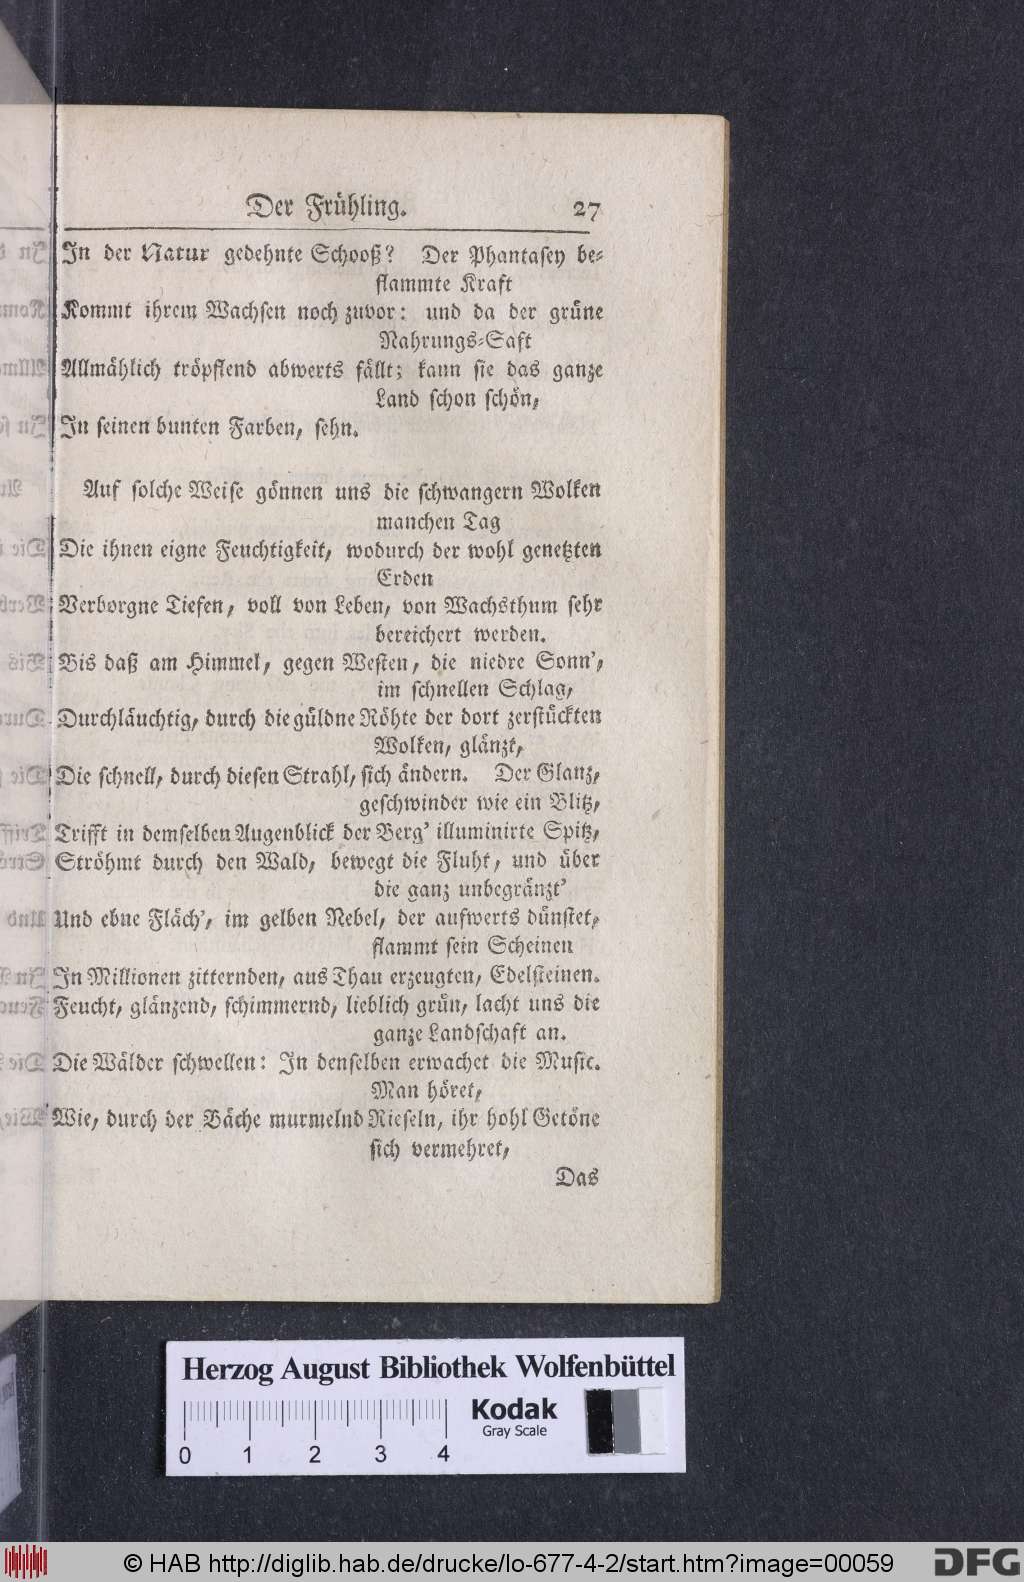 Der Frühling. 27
In der Natur gedehnte Schooß? Der Phantasey be-
flammte Kraft
Kommt ihrem Wachsen noch zuvor: und da der grüne
Nahrungs-Saft
Allmählich tröpflend abwerts fällt; kann sie das ganze
Land schon schön,
In seinen bunten Farben, sehn.
Auf solche Weise gönnen uns die schwangern Wolken
manchen Tag
Die ihnen eigne Feuchtigkeit, wodurch der wohl genetzten
Erden
Verborgne Tiefen, voll von Leben, von Wachsthum sehr
bereichert werden.
Bis daß am Himmel, gegen Westen, die niedre Sonn',
im schnellen Schlag,
Durchläuchtig, durch die güldne Röhte der dort zerstückten
Wolken, glänzt,
Die schnell, durch diesen Strahl, sich ändern. Der Glanz,
geschwinder wie ein Blitz,
Trifft in demselben Augenblick der Berg' illuminirte Spitz,
Ströhmt durch den Wald, bewegt die Fluht, und über
die ganz unbegränzt'
Und ebne Fläch', im gelben Nebel, der aufwerts dünstet,
flammt sein Scheinen
In Millionen zitternden, aus Thau erzeugten, Edelsteinen.
Feucht, glänzend, schimmernd, lieblich grün, lacht uns die
ganze Landschaft an.
Die Wälder schwellen: In denselben erwachet die Music.
Man höret,
Wie, durch der Bäche murmelnd Rieseln, ihr hohl Getöne
sich vermehret,
Das
Herzog August Bibliothek Wolfenbüttel
Kodak
Gray Scale
0 1 2 3 4
© HAB http://diglib.hab.de/drucke/lo-677-4-2/start.htm?image=00059
DFG